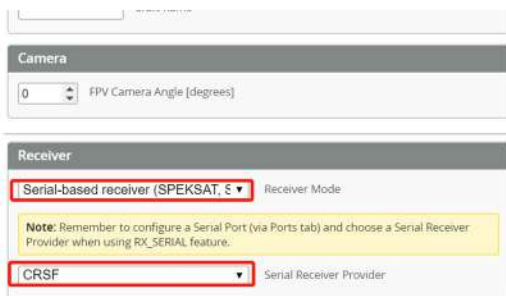 Camera
0 FPV Camera Angle [degrees]
Receiver
Serial-based receiver (SPEKSAT, S Receiver Mode
Note: Remember to configure a Serial Port (via Ports tab) and choose a Serial Receiver
Provider when using RX_SERIAL feature.
CRSF Serial Receiver Provider